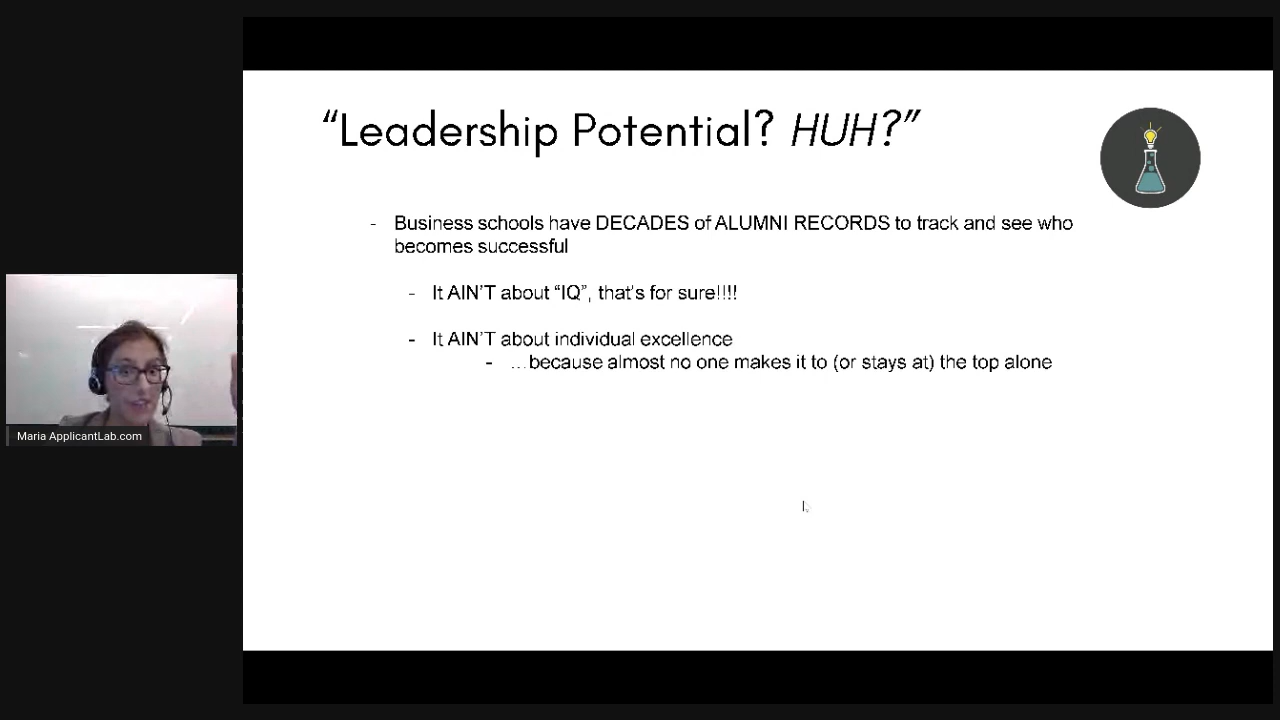 “Leadership Potential? HUH?”
- Business schools have DECADES of ALUMNI RECORDS to track and see who
becomes successful
- It AIN’T about “IQ”, that’s for sure!!!!
- It AIN’T about individual excellence
- …because almost no one makes it to (or stays at) the top alone
Maria ApplicantLab.com